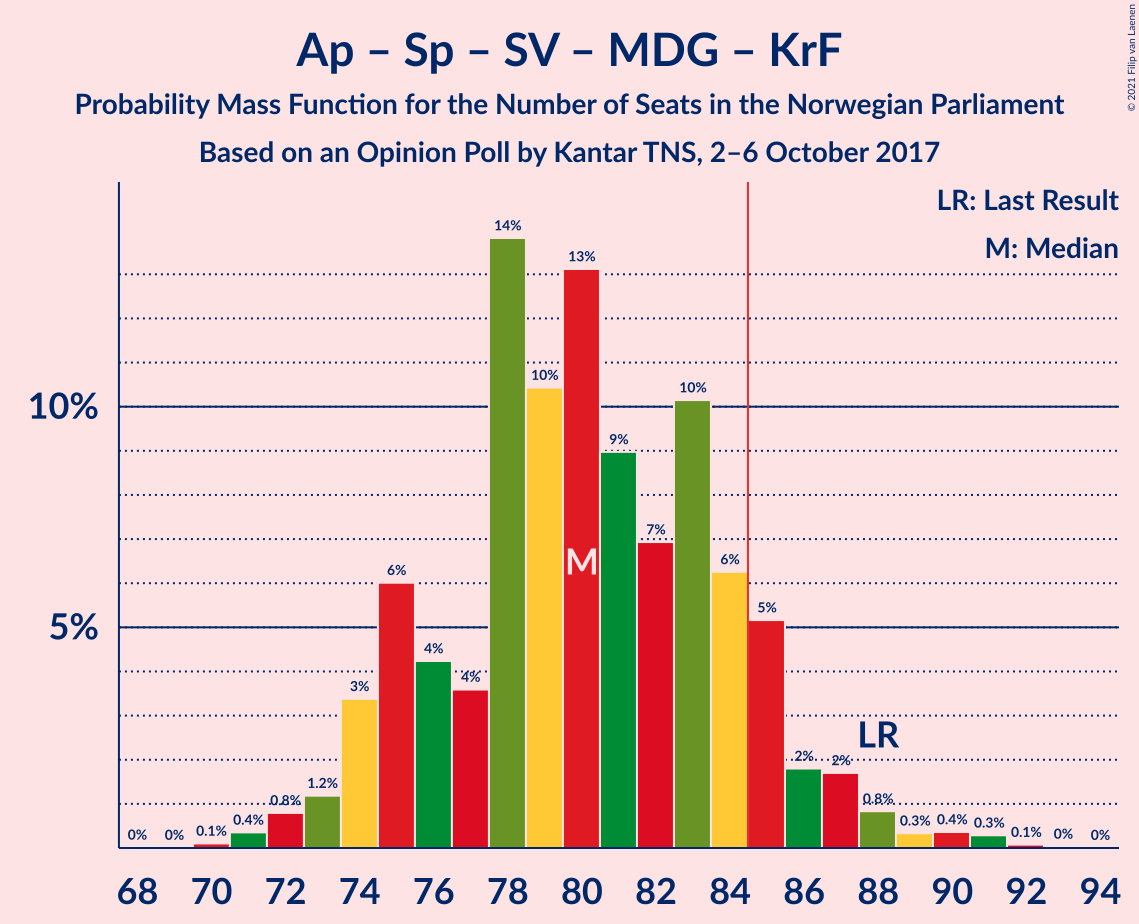 Ap – Sp – SV – MDG – KrF
Probability Mass Function for the Number of Seats in the Norwegian Parliament
Based on an Opinion Poll by Kantar TNS, 2–6 October 2017
© 2021 Filip van Laenen
LR: Last Result
M: Median
10%
5%
0% 0% 0.1% 0.4% 0.8% 1.2% 3% 6% 4% 4% 14% 10% 13% 9% 7% 10% 6% 5% 2% 2% 0.8% 0.3% 0.4% 0.3% 0.1% 0% 0%
M
LR
68 70 72 74 76 78 80 82 84 86 88 90 92 94